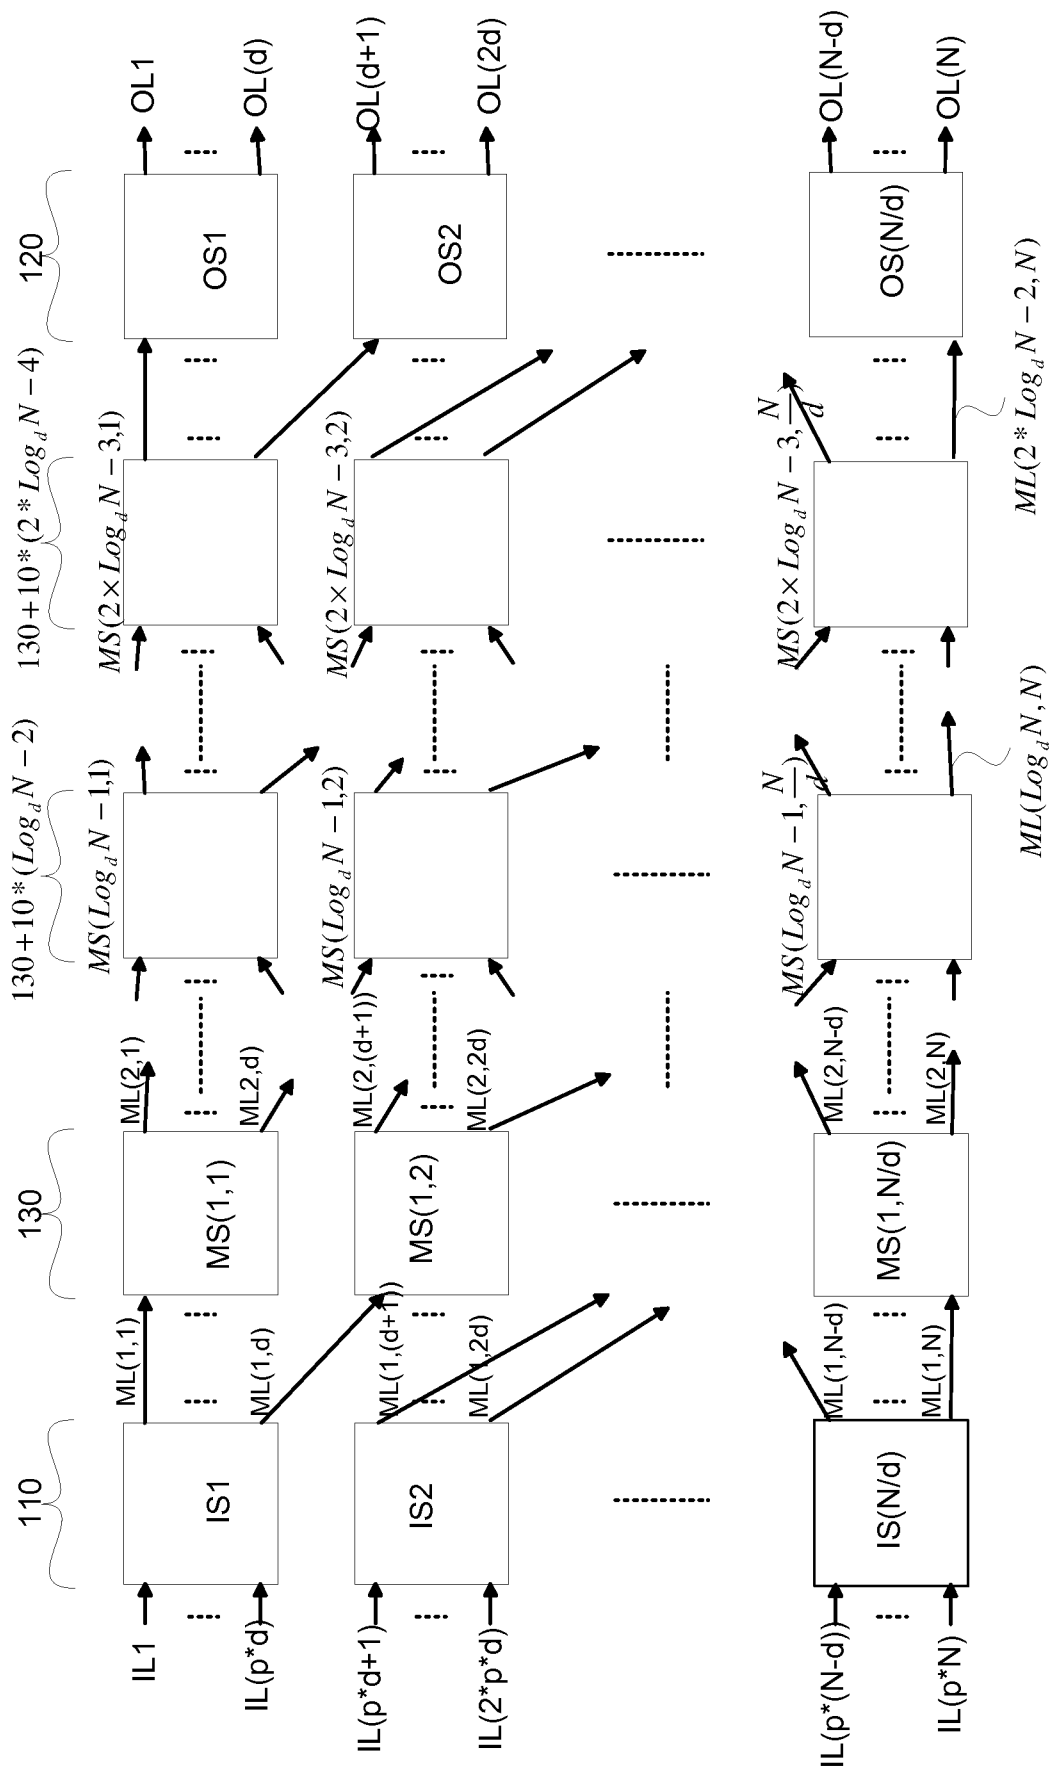 110
130
130+10*(Log_d N−2)
130+10*(2*Log_d N−4)
120
IL1
IS1
ML(1,1)
MS(1,1)
ML(2,1)
MS(Log_d N−1,1)
MS(2×Log_d N−3,1)
OS1
OL1
IL(p*d)
ML(1,d)
ML2,d)
OL(d)
IL(p*d+1)
IS2
ML(1,(d+1))
MS(1,2)
ML(2,(d+1))
MS(Log_d N−1,2)
MS(2×Log_d N−3,2)
OS2
OL(d+1)
IL(2*p*d)
ML(1,2d)
ML(2,2d)
OL(2d)
IL(p*(N-d))
IS(N/d)
ML(1,N-d)
MS(1,N/d)
ML(2,N-d)
MS(Log_d N−1,N/d)
MS(2×Log_d N−3,N/d)
OS(N/d)
OL(N-d)
IL(p*N)
ML(1,N)
ML(2,N)
ML(Log_d N,N)
ML(2*Log_d N−2,N)
OL(N)